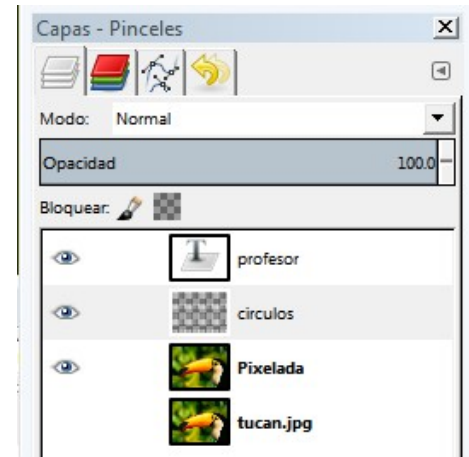 Capas - Pinceles
Modo: Normal
Opacidad 100.0
Bloquear:
T profesor
circulos
Pixelada
tucan.jpg